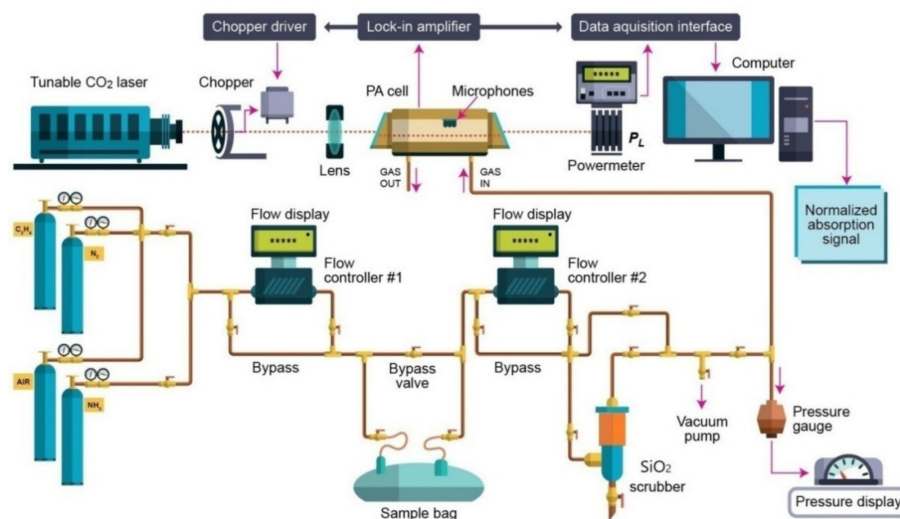 Chopper driver
Lock-in amplifier
Data aquisition interface
Tunable CO₂ laser
Chopper
PA cell
Microphones
Computer
Lens
P_L
Powermeter
GAS
OUT
GAS
IN
Normalized
absorption
signal
C₂H₄
N₂
Flow display
Flow
controller #1
Flow display
Flow
controller #2
Bypass
Bypass
valve
Bypass
AIR
NH₃
Vacuum
pump
Pressure
gauge
SiO₂
scrubber
Sample bag
Pressure display